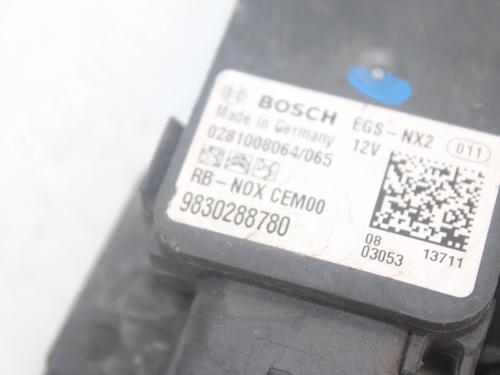 BOSCH EGS-NX2 011
Made in Germany 12V
0281008064/065
RB-NOX CEM00
9830288780
08
03053 13711